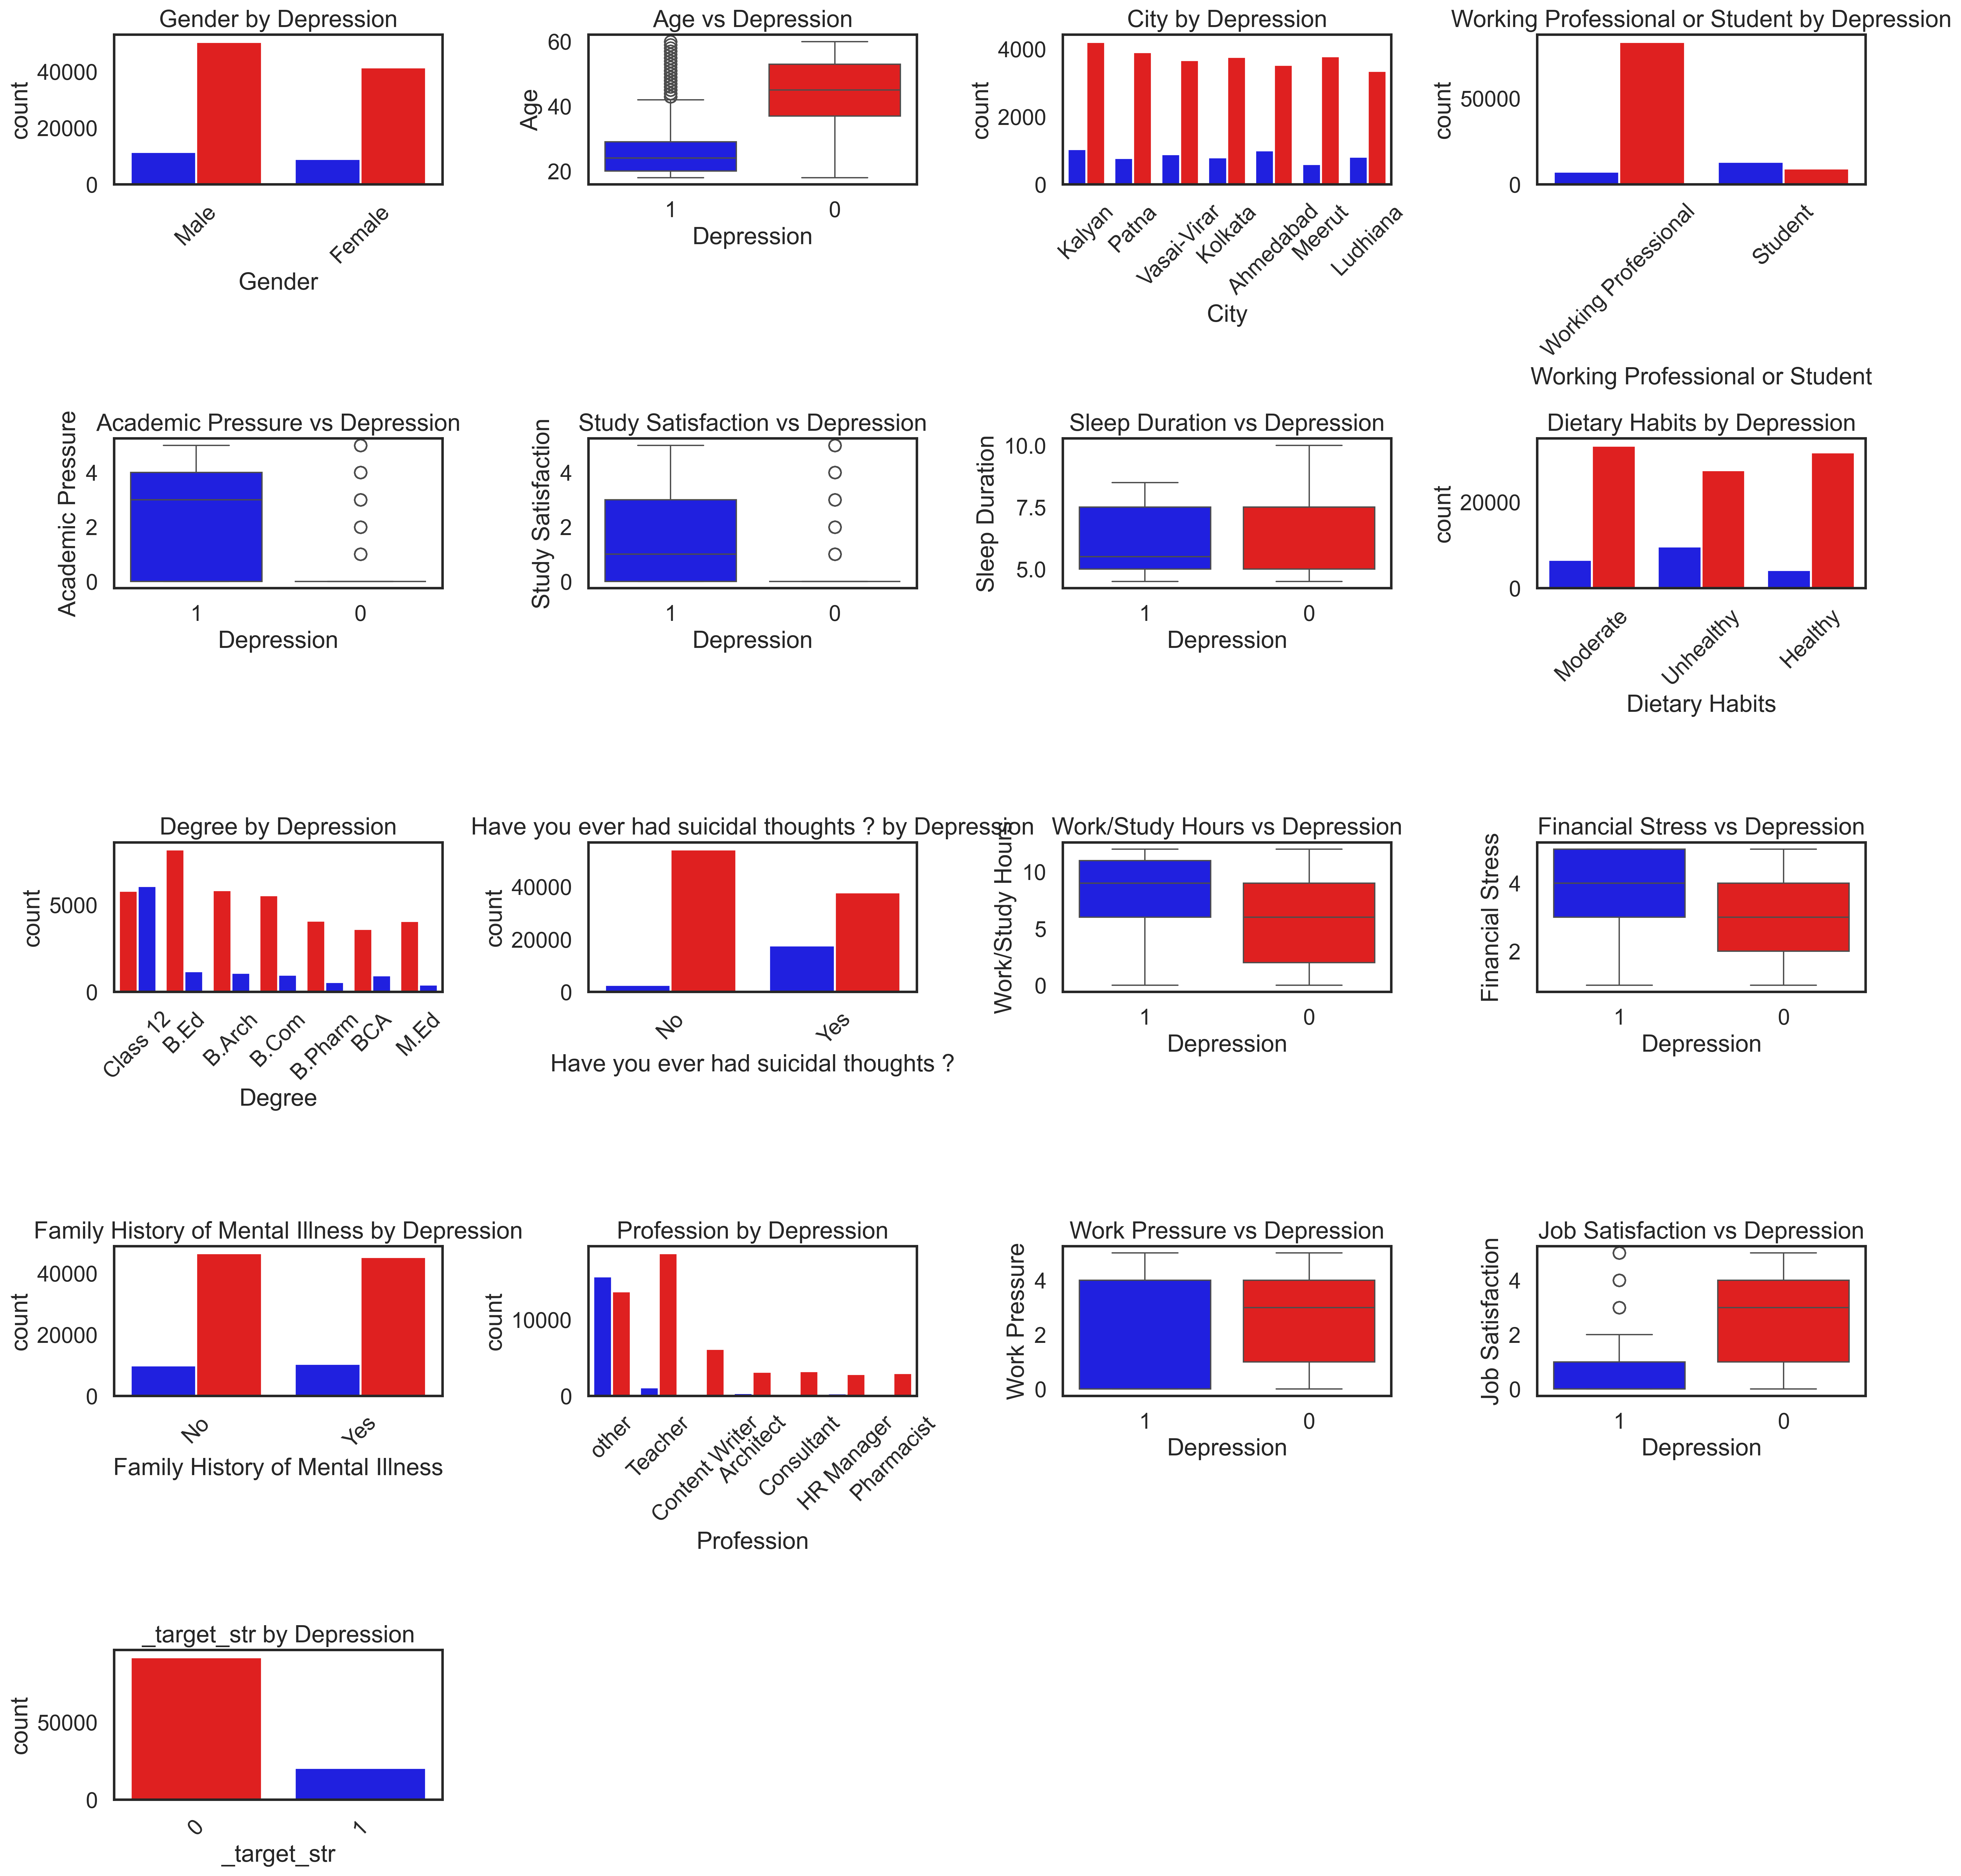 Gender by Depression
count
40000
20000
0
Male
Female
Gender
Age vs Depression
Age
60
40
20
1
0
Depression
City by Depression
count
4000
2000
0
Kalyan
Patna
Vasai-Virar
Kolkata
Ahmedabad
Meerut
Ludhiana
City
Working Professional or Student by Depression
count
50000
0
Working Professional
Student
Working Professional or Student
Academic Pressure vs Depression
Academic Pressure
4
2
0
1
0
Depression
Study Satisfaction vs Depression
Study Satisfaction
4
2
0
1
0
Depression
Sleep Duration vs Depression
Sleep Duration
10.0
7.5
5.0
1
0
Depression
Dietary Habits by Depression
count
20000
0
Moderate
Unhealthy
Healthy
Dietary Habits
Degree by Depression
count
5000
0
Class 12
B.Ed
B.Arch
B.Com
B.Pharm
BCA
M.Ed
Degree
Have you ever had suicidal thoughts ? by Depression
count
40000
20000
0
No
Yes
Have you ever had suicidal thoughts ?
Work/Study Hours vs Depression
Work/Study Hours
10
5
0
1
0
Depression
Financial Stress vs Depression
Financial Stress
4
2
1
0
Depression
Family History of Mental Illness by Depression
count
40000
20000
0
No
Yes
Family History of Mental Illness
Profession by Depression
count
10000
0
other
Teacher
Content Writer
Architect
Consultant
HR Manager
Pharmacist
Profession
Work Pressure vs Depression
Work Pressure
4
2
0
1
0
Depression
Job Satisfaction vs Depression
Job Satisfaction
4
2
0
1
0
Depression
_target_str by Depression
count
50000
0
0
1
_target_str